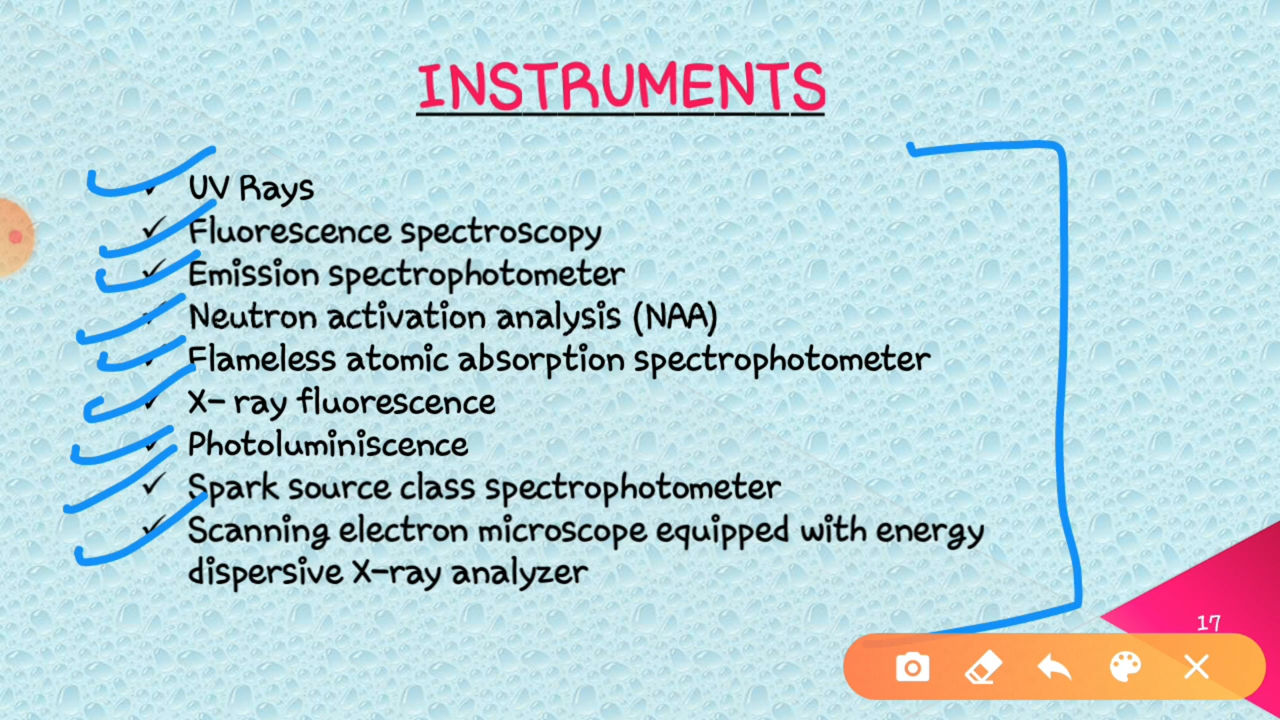 INSTRUMENTS
UV Rays
Fluorescence spectroscopy
Emission spectrophotometer
Neutron activation analysis (NAA)
Flameless atomic absorption spectrophotometer
X- ray fluorescence
Photoluminiscence
Spark source class spectrophotometer
Scanning electron microscope equipped with energy
dispersive X-ray analyzer
17